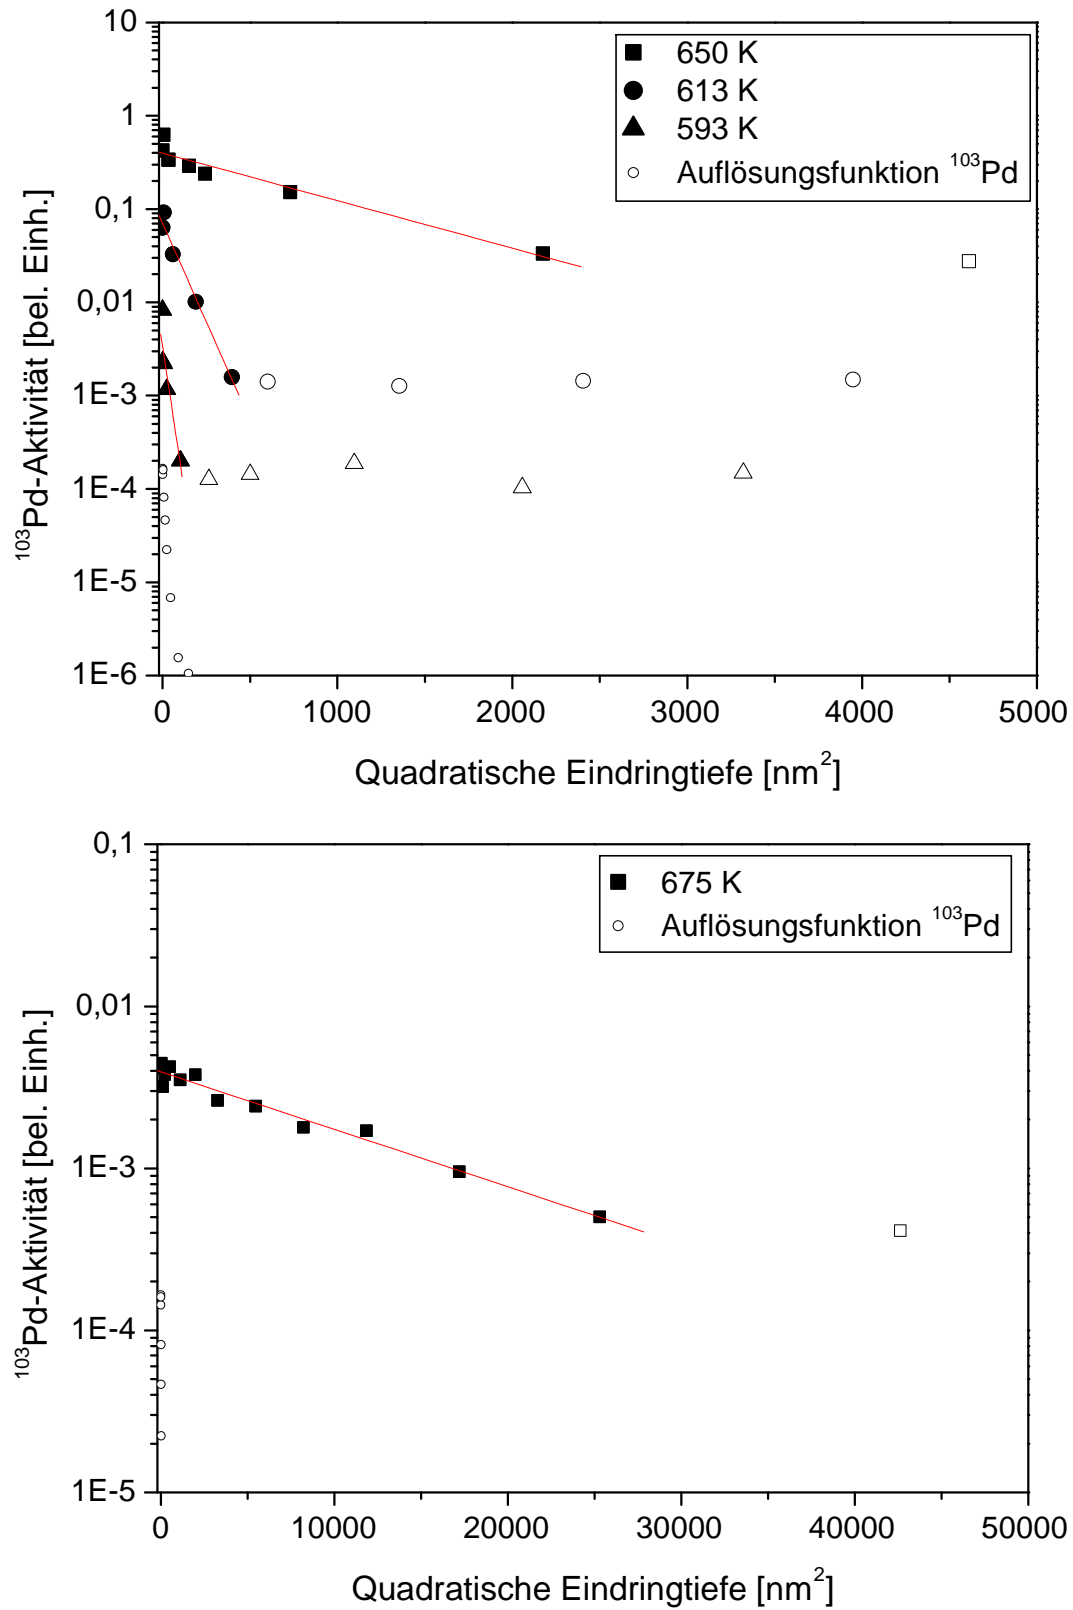 10
1
0,1
0,01
1E-3
1E-4
1E-5
1E-6
¹⁰³Pd-Aktivität [bel. Einh.]
650 K
613 K
593 K
Auflösungsfunktion ¹⁰³Pd
0 1000 2000 3000 4000 5000
Quadratische Eindringtiefe [nm²]
0,1
0,01
1E-3
1E-4
1E-5
¹⁰³Pd-Aktivität [bel. Einh.]
675 K
Auflösungsfunktion ¹⁰³Pd
0 10000 20000 30000 40000 50000
Quadratische Eindringtiefe [nm²]